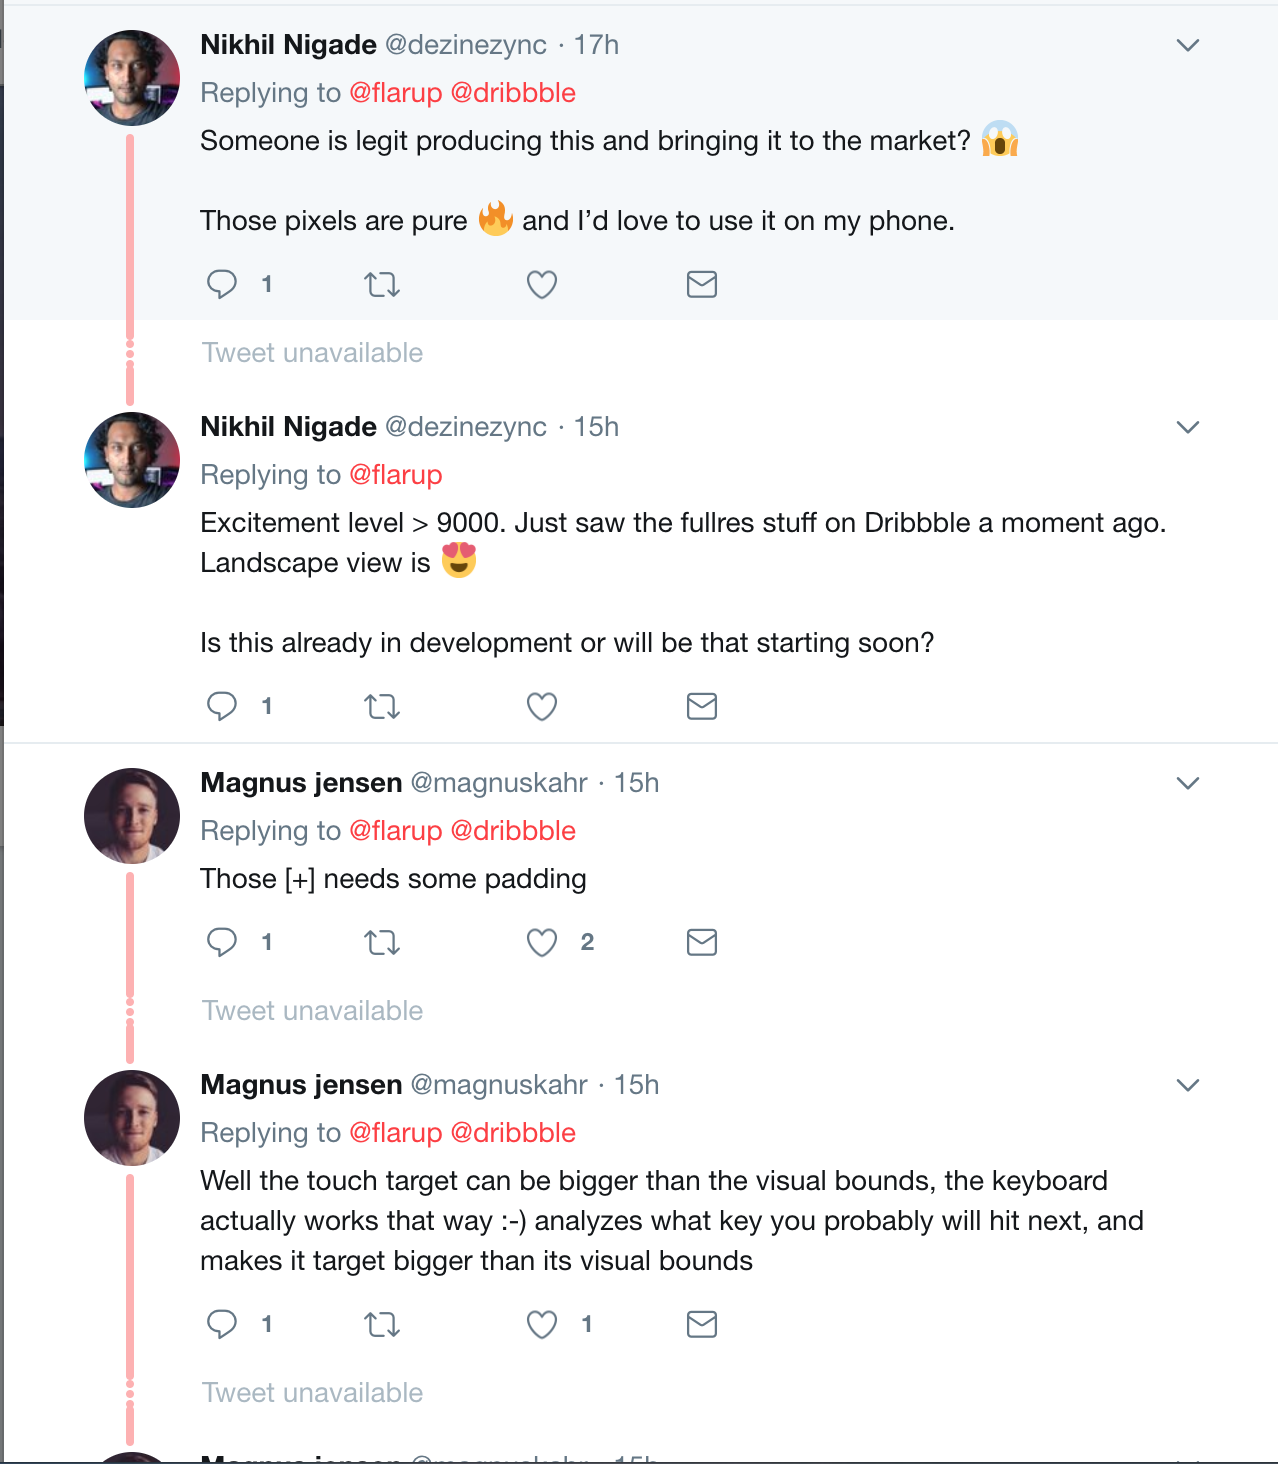 Nikhil Nigade @dezinezync · 17h
Replying to @flarup @dribbble
Someone is legit producing this and bringing it to the market? 😱
Those pixels are pure 🔥 and I’d love to use it on my phone.
1
Tweet unavailable
Nikhil Nigade @dezinezync · 15h
Replying to @flarup
Excitement level > 9000. Just saw the fullres stuff on Dribbble a moment ago.
Landscape view is 😍
Is this already in development or will be that starting soon?
1
Magnus jensen @magnuskahr · 15h
Replying to @flarup @dribbble
Those [+] needs some padding
1 2
Tweet unavailable
Magnus jensen @magnuskahr · 15h
Replying to @flarup @dribbble
Well the touch target can be bigger than the visual bounds, the keyboard
actually works that way :-) analyzes what key you probably will hit next, and
makes it target bigger than its visual bounds
1 1
Tweet unavailable
Magnus jensen @magnuskahr · 15h